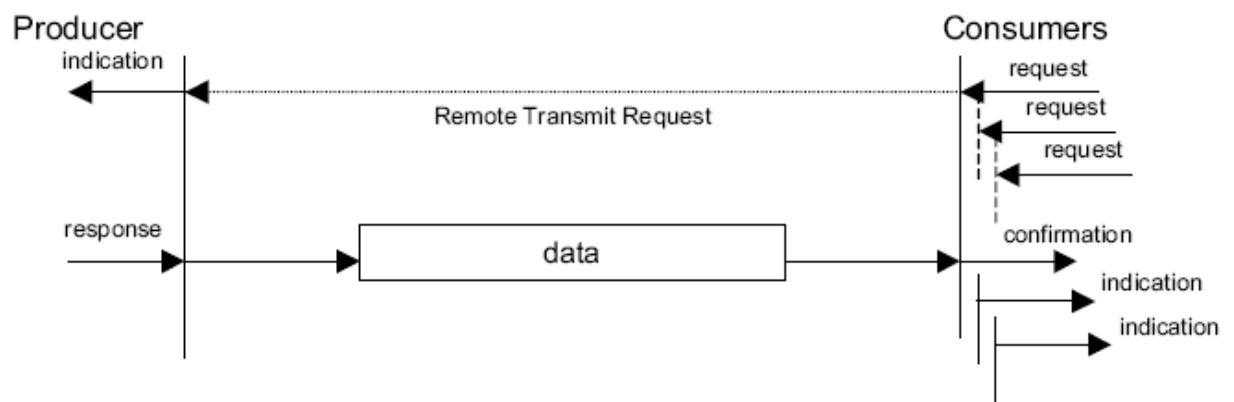 Producer
Consumers
indication
request
Remote Transmit Request
request
request
response
data
confirmation
indication
indication